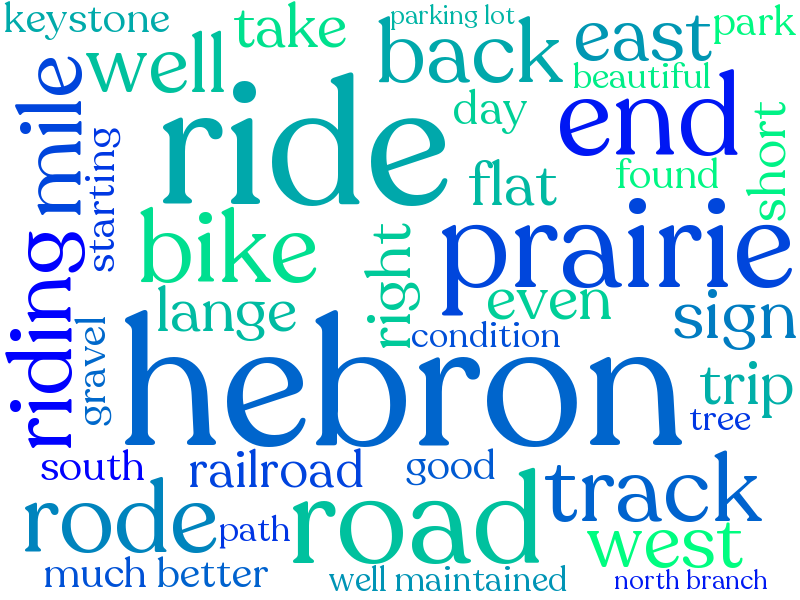 keystone
take
parking lot
back
east
park
well
beautiful
mile
ride
day
end
starting
short
flat
found
bike
right
prairie
riding
lange
even
sign
gravel
condition
hebron
trip
tree
south
railroad
good
track
rode
path
road
west
much better
well maintained
north branch